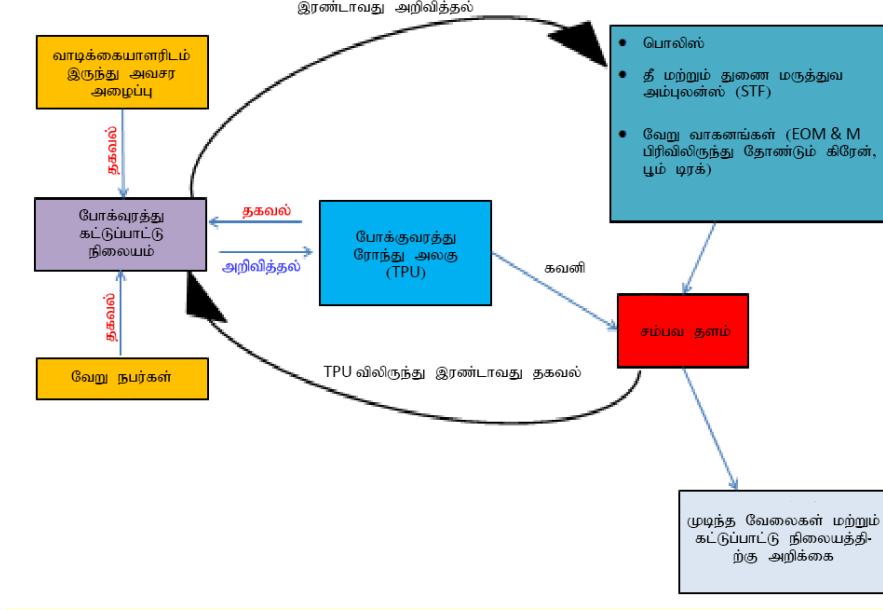 இரண்டாவது அறிவித்தல்
வாடிக்கையாளரிடம்
இருந்து அவசர
அழைப்பு
தகவல்
போக்வுரத்து
கட்டுப்பாட்டு
நிலையம்
தகவல்
வேறு நபர்கள்
தகவல்
அறிவித்தல்
போக்குவரத்து
ரோந்து அலகு
(TPU)
கவனி
• பொலிஸ்
• தீ மற்றும் துணை மருத்துவ
அம்புலன்ஸ் (STF)
• வேறு வாகனங்கள் (EOM & M
பிரிவிலிருந்து தோண்டும் கிரேன்,
பூம் டிரக்)
சம்பவ தளம்
TPU விலிருந்து இரண்டாவது தகவல்
முடிந்த வேலைகள் மற்றும்
கட்டுப்பாட்டு நிலையத்தி-
ற்கு அறிக்கை